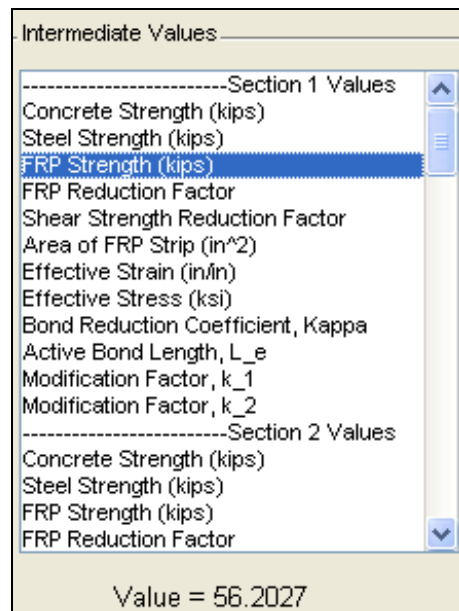 Intermediate Values
-------------------------Section 1 Values
Concrete Strength (kips)
Steel Strength (kips)
FRP Strength (kips)
FRP Reduction Factor
Shear Strength Reduction Factor
Area of FRP Strip (in^2)
Effective Strain (in/in)
Effective Stress (ksi)
Bond Reduction Coefficient, Kappa
Active Bond Length, L_e
Modification Factor, k_1
Modification Factor, k_2
-------------------------Section 2 Values
Concrete Strength (kips)
Steel Strength (kips)
FRP Strength (kips)
FRP Reduction Factor
Value = 56.2027